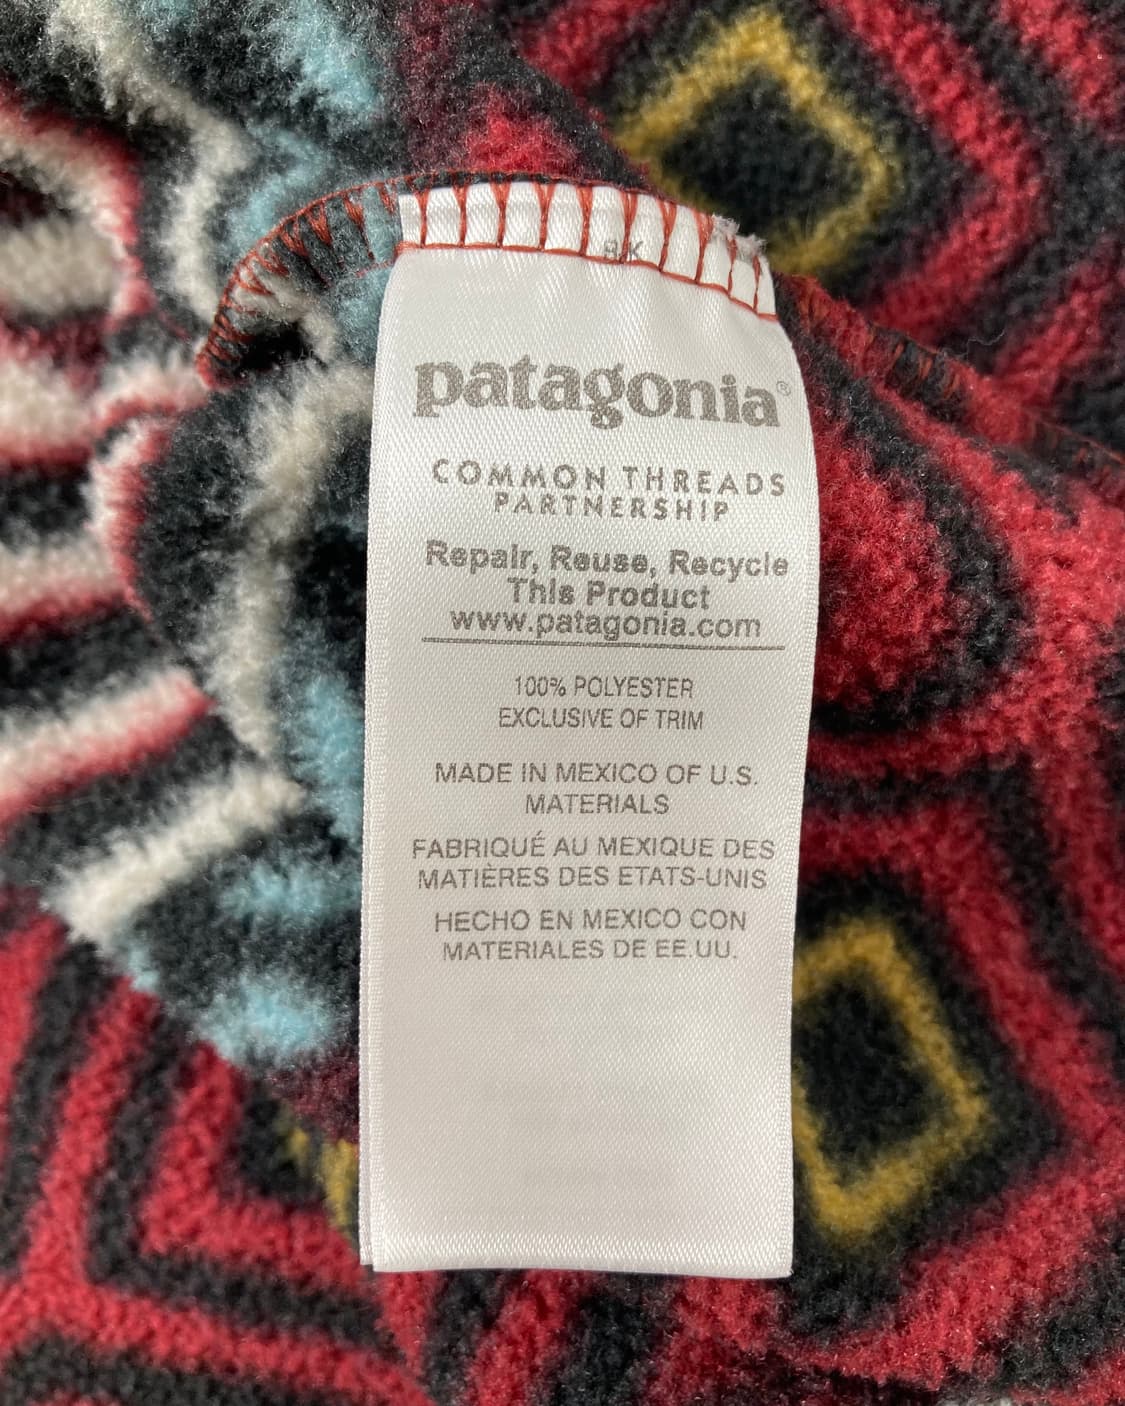 patagonia®
COMMON THREADS
PARTNERSHIP
Repair, Reuse, Recycle
This Product
www.patagonia.com
100% POLYESTER
EXCLUSIVE OF TRIM
MADE IN MEXICO OF U.S.
MATERIALS
FABRIQUÉ AU MEXIQUE DES
MATIÈRES DES ETATS-UNIS
HECHO EN MEXICO CON
MATERIALES DE EE.UU.